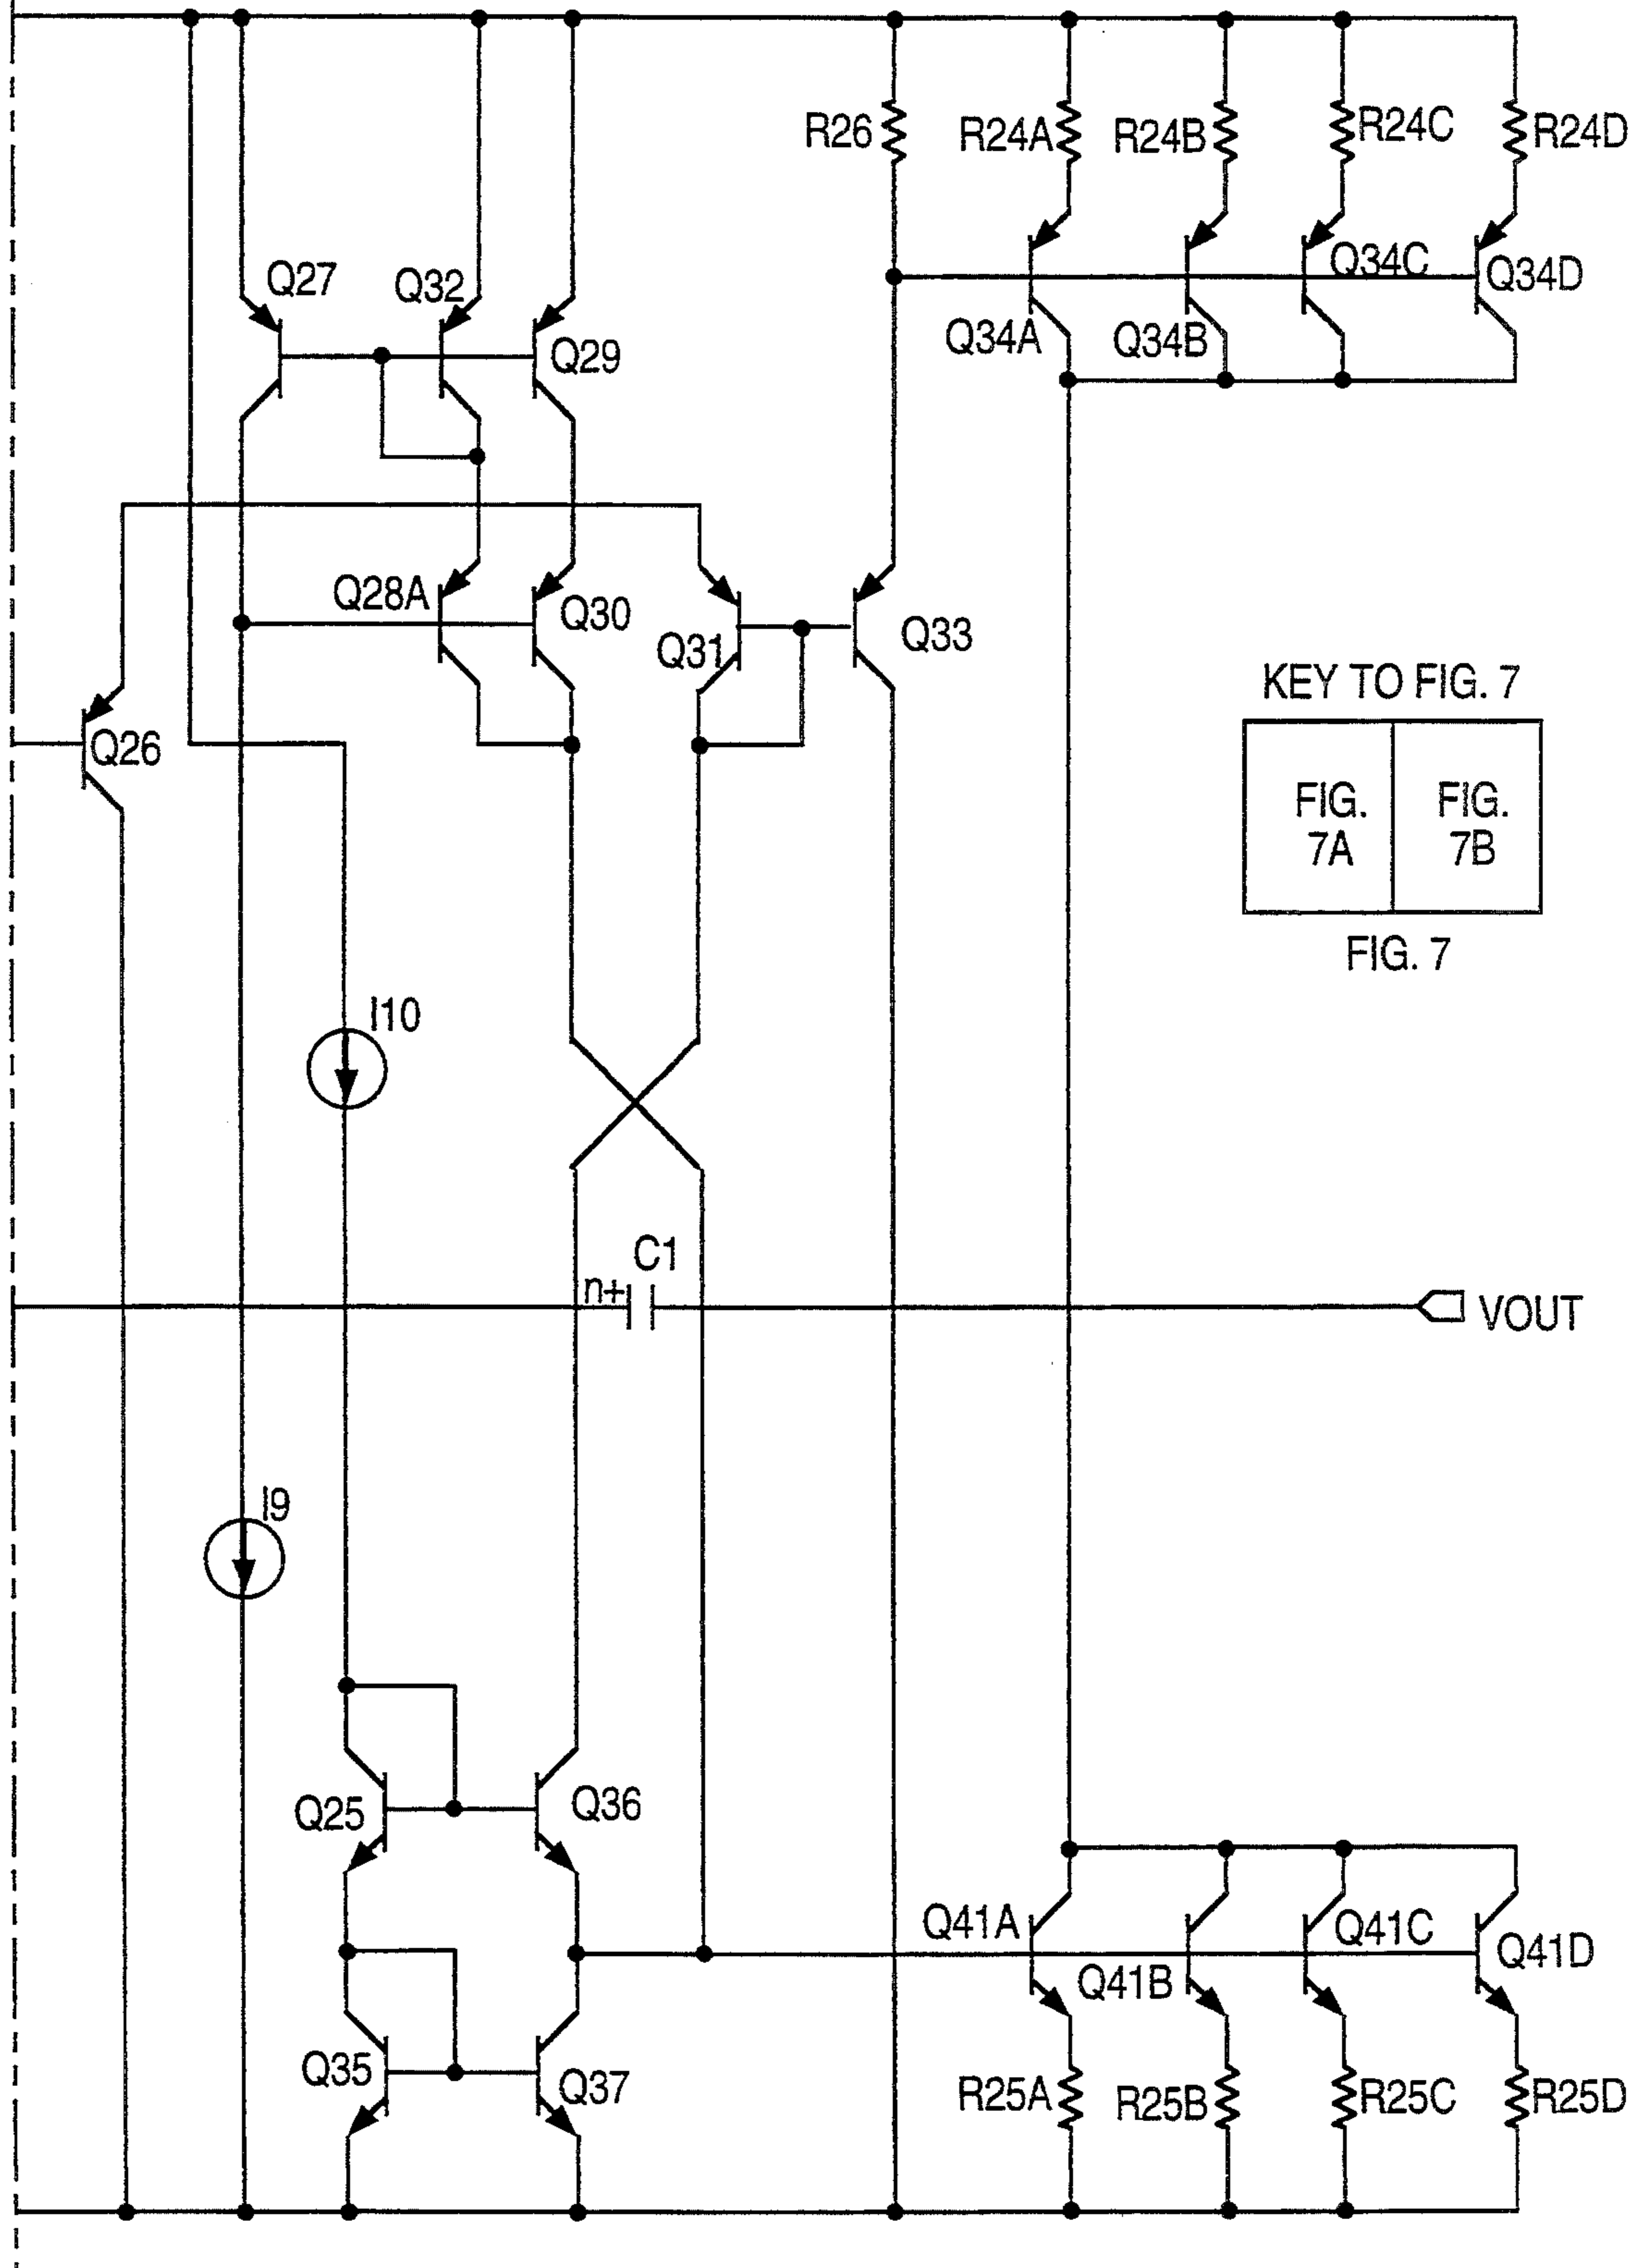 R26
R24A
R24B
R24C
R24D
Q27
Q32
Q29
Q34A
Q34B
Q34C
Q34D
Q28A
Q30
Q31
Q33
Q26
KEY TO FIG. 7
FIG.
7A
FIG.
7B
FIG. 7
I10
C1
n+
VOUT
I9
Q25
Q36
Q41A
Q41B
Q41C
Q41D
Q35
Q37
R25A
R25B
R25C
R25D